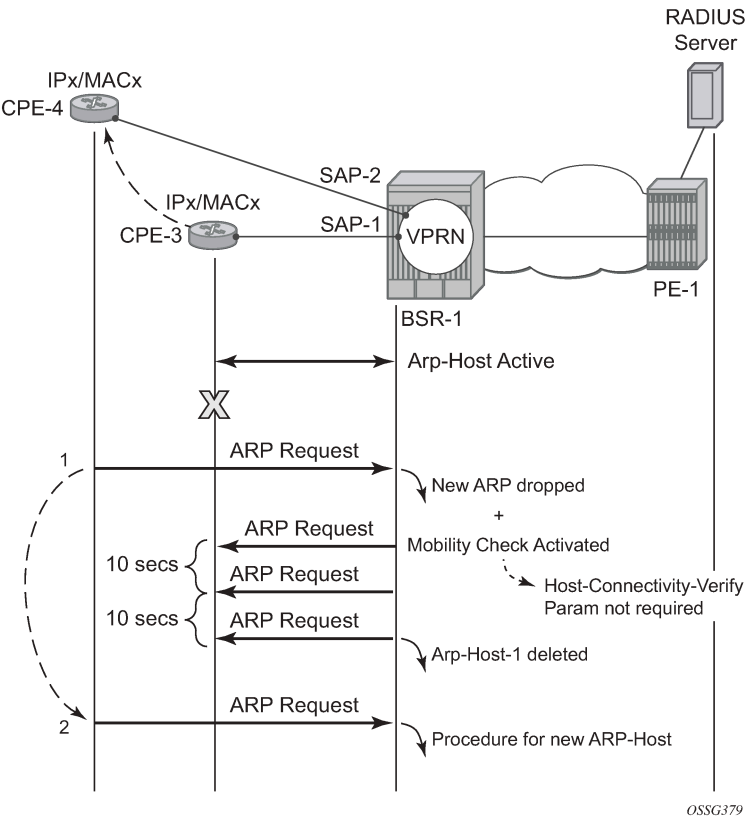 RADIUS
Server
IPx/MACx
CPE-4
SAP-2
IPx/MACx
CPE-3
SAP-1
VPRN
PE-1
BSR-1
Arp-Host Active
X
1
ARP Request
New ARP dropped
+
ARP Request
Mobility Check Activated
10 secs
ARP Request
Host-Connectivity-Verify
Param not required
10 secs
ARP Request
Arp-Host-1 deleted
2
ARP Request
Procedure for new ARP-Host
OSSG379